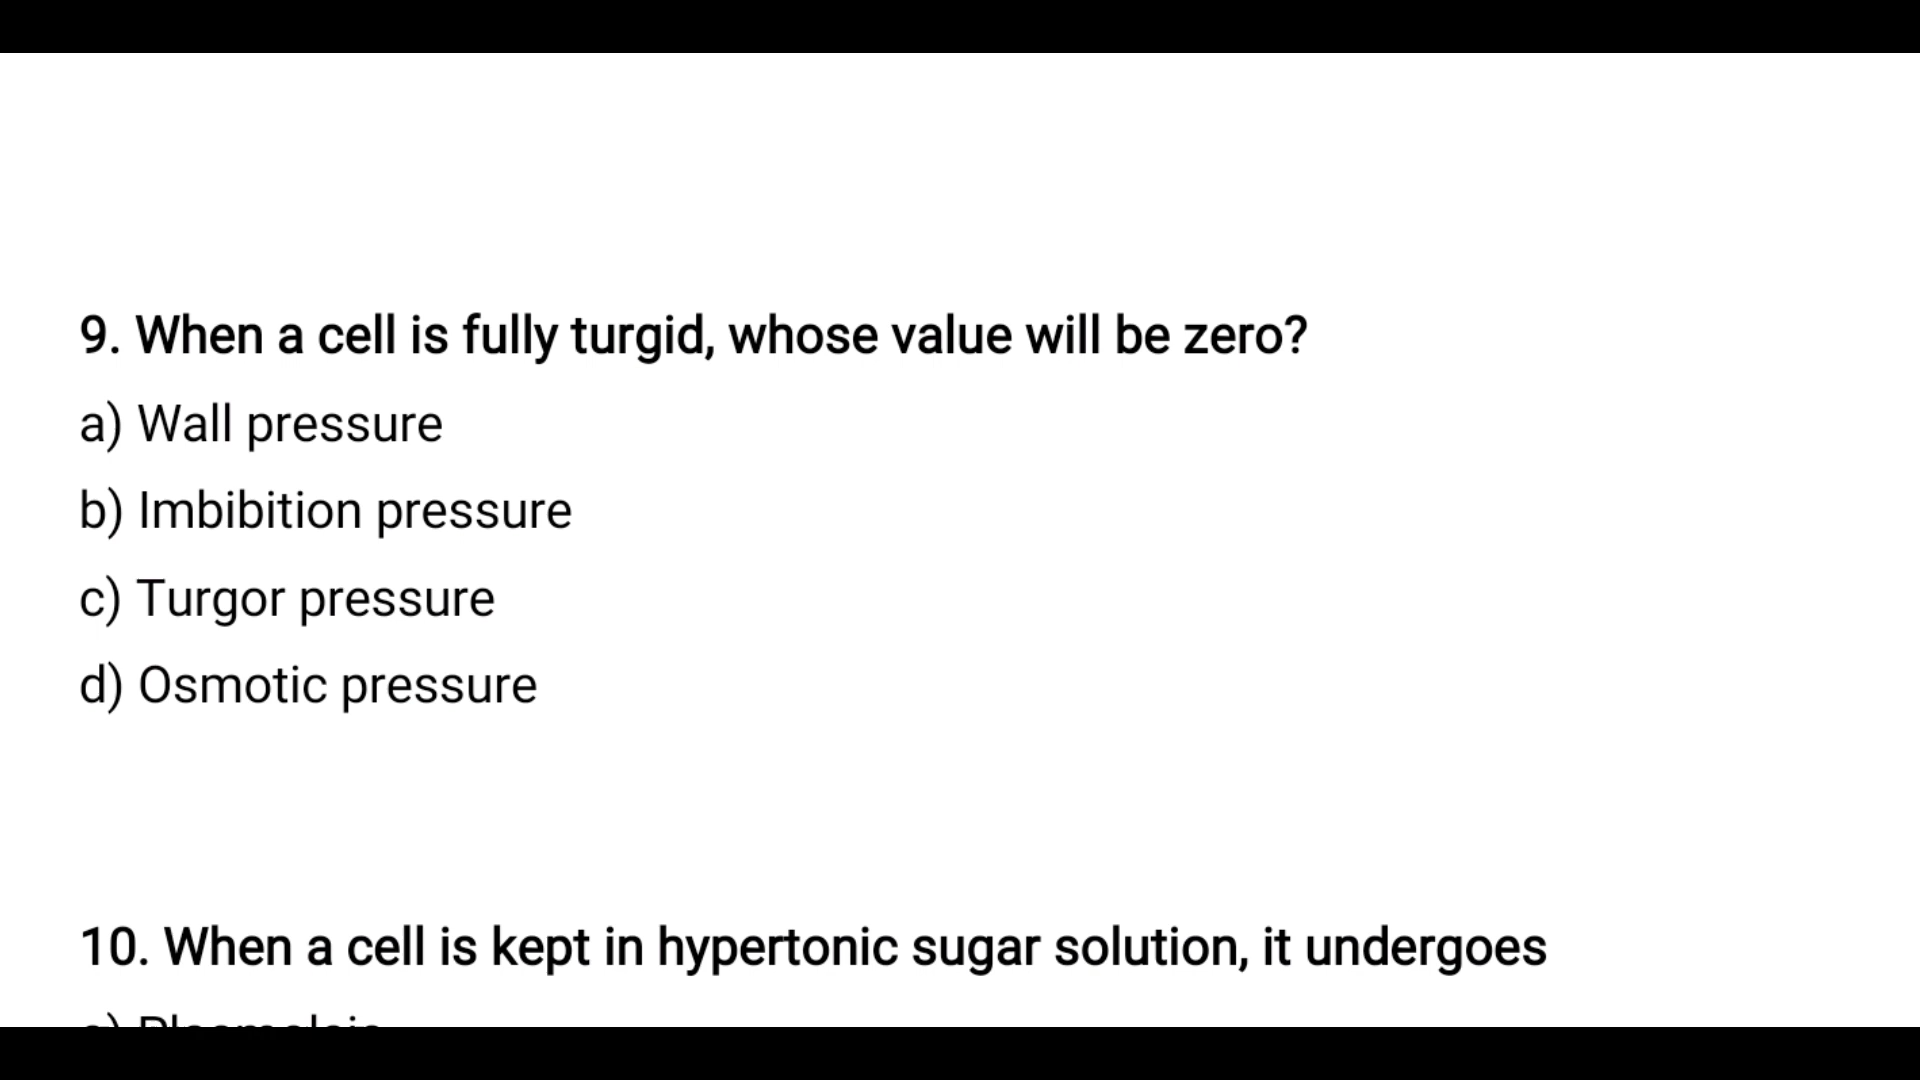 9. When a cell is fully turgid, whose value will be zero?
a) Wall pressure
b) Imbibition pressure
c) Turgor pressure
d) Osmotic pressure
10. When a cell is kept in hypertonic sugar solution, it undergoes